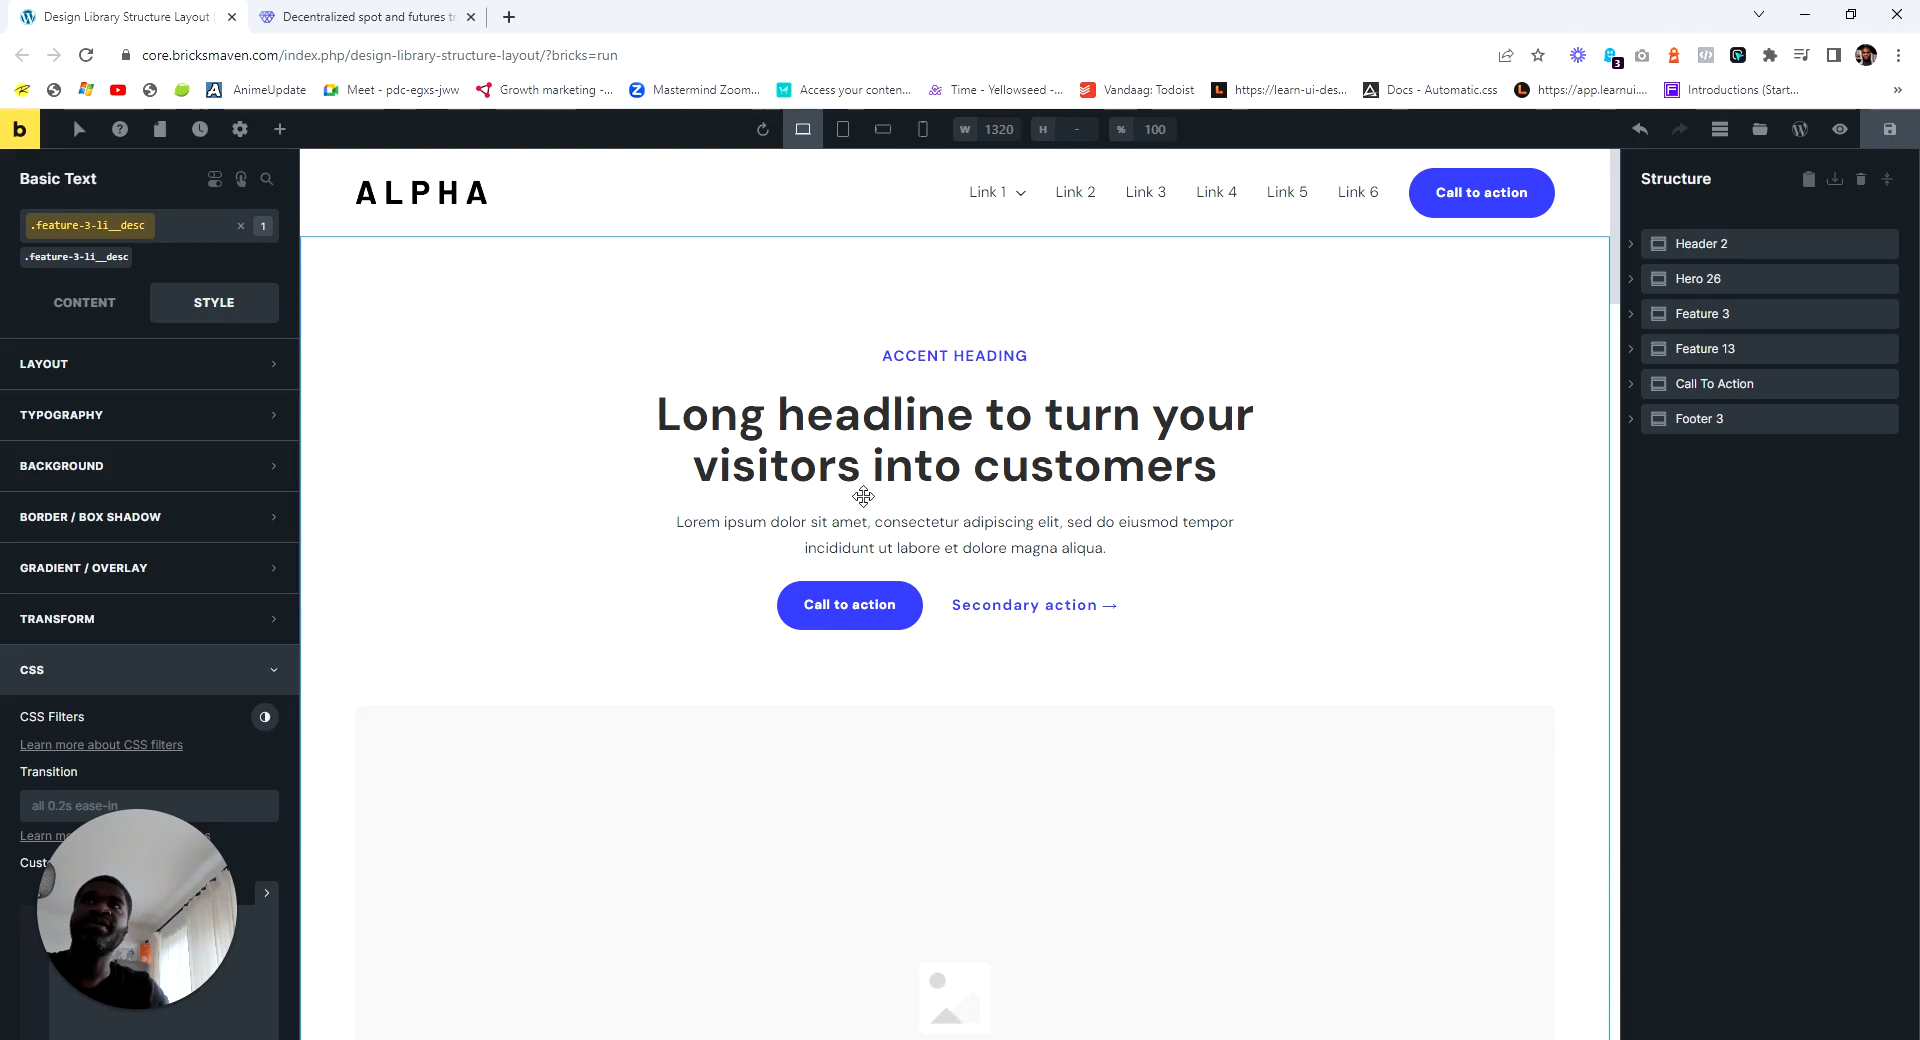 Design Library Structure Layout
Decentralized spot and futures tr
core.bricksmaven.com/index.php/design-library-structure-layout/?bricks=run
3
AnimeUpdate
Meet - pdc-egxs-jww
Growth marketing -...
Mastermind Zoom...
Access your conten...
Time - Yellowseed -...
Vandaag: Todoist
https://learn-ui-des...
Docs - Automatic.css
https://app.learnui....
Introductions (Start...
b
W 1320 H - % 100
Basic Text
.feature-3-li__desc
1
.feature-3-li__desc
CONTENT STYLE
LAYOUT
TYPOGRAPHY
BACKGROUND
BORDER / BOX SHADOW
GRADIENT / OVERLAY
TRANSFORM
CSS
CSS Filters
Learn more about CSS filters
Transition
all 0.2s ease-in
Learn
ALPHA
Link 1 Link 2 Link 3 Link 4 Link 5 Link 6 Call to action
ACCENT HEADING
Long headline to turn your
visitors into customers
Lorem ipsum dolor sit amet, consectetur adipiscing elit, sed do eiusmod tempor
incididunt ut labore et dolore magna aliqua.
Call to action Secondary action →
Structure
Header 2
Hero 26
Feature 3
Feature 13
Call To Action
Footer 3